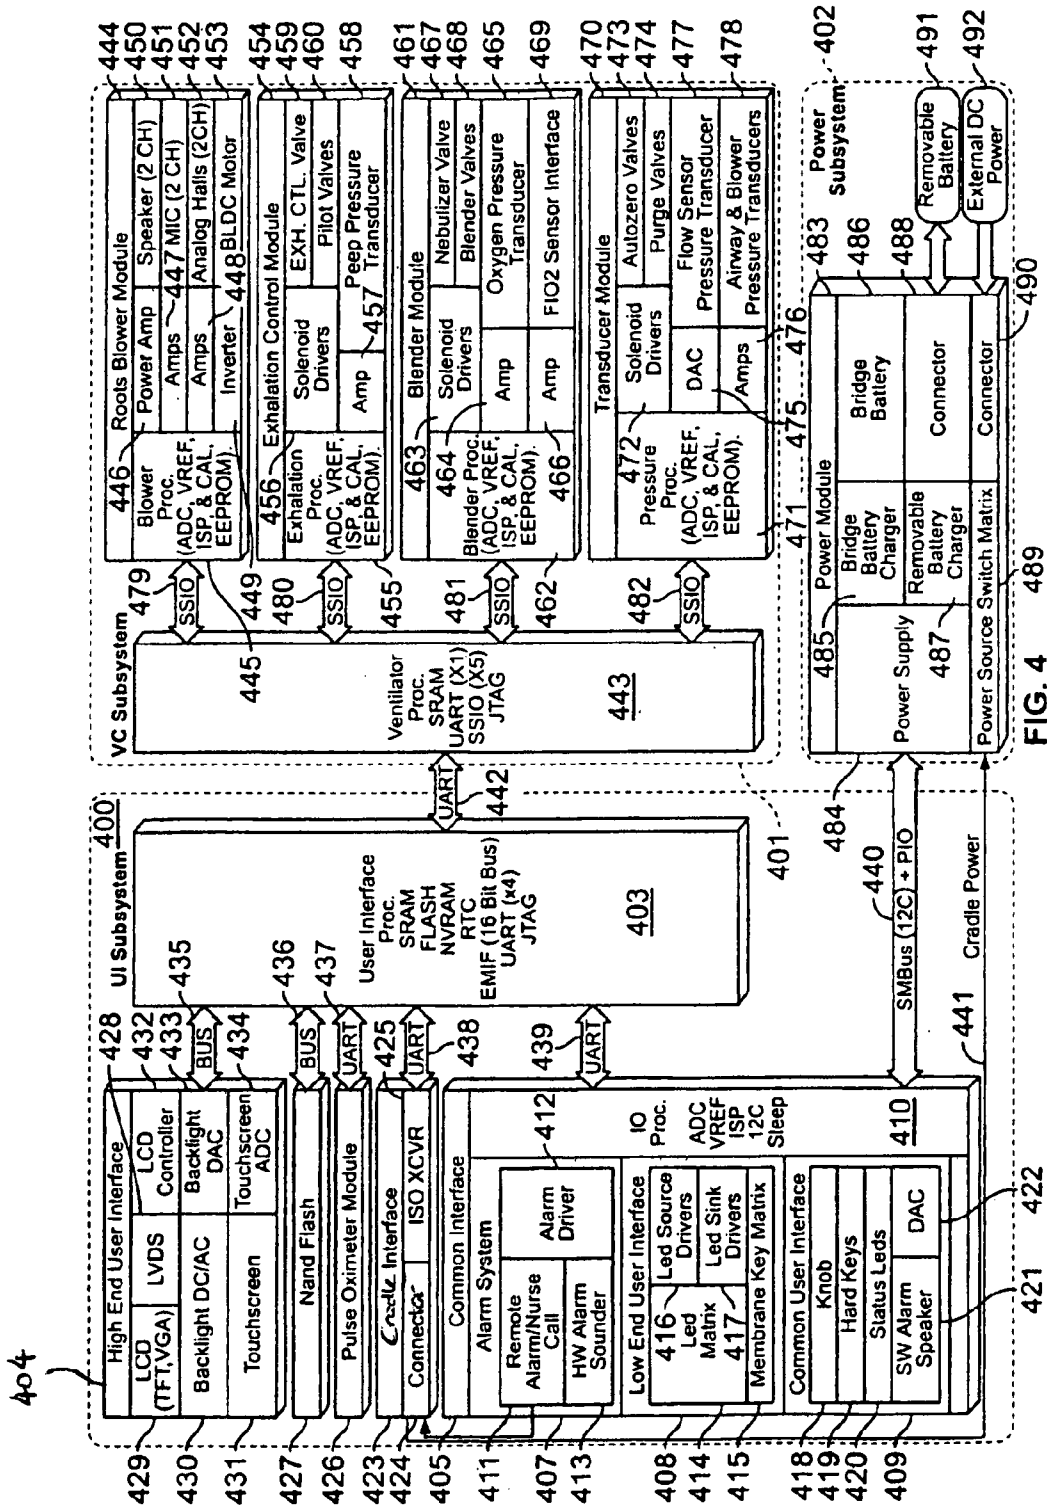 FIG. 4
400
UI Subsystem
404
High End User Interface
LCD
(TFT,VGA)
LVDS
LCD
Controller
Backlight DC/AC
Backlight
DAC
Touchscreen
Touchscreen
ADC
428
432
433
434
429
430
431
BUS
435
Nand Flash
427
BUS
436
Pulse Oximeter Module
426
UART
437
Cradle Interface
Connector
ISO XCVR
423
424
425
UART
438
Common Interface
405
Alarm System
Remote
Alarm/Nurse
Call
HW Alarm
Sounder
Alarm
Driver
412
411
407
413
Low End User Interface
Led
Matrix
Led Source
Drivers
Led Sink
Drivers
416
417
Membrane Key Matrix
408
414
415
Common User Interface
Knob
Hard Keys
Status Leds
SW Alarm
Speaker
DAC
418
419
420
409
421
422
IO
Proc.
ADC
VREF
ISP
12C
Sleep
410
UART
439
User Interface
Proc.
SRAM
FLASH
NVRAM
RTC
EMIF (16 Bit Bus)
UART (x4)
JTAG
403
SMBus (12C) + PIO
440
Cradle Power
441
UART
442
401
VC Subsystem
Ventilator
Proc.
SRAM
UART (X1)
SSIO (X5)
JTAG
443
SSIO
479
SSIO
480
SSIO
481
SSIO
482
Roots Blower Module
Blower
Proc.
(ADC, VREF,
ISP, & CAL,
EEPROM).
Power Amp
Speaker (2 CH)
Amps
447 MIC (2 CH)
Amps
Analog Halls (2CH)
Inverter
448
BLDC Motor
446
449
445
444
450
451
452
453
Exhalation Control Module
Exhalation
Proc.
(ADC, VREF,
ISP, & CAL,
EEPROM).
Solenoid
Drivers
EXH. CTL. Valve
Pilot Valves
Amp
Peep Pressure
Transducer
457
456
455
454
459
460
458
Blender Module
Blender Proc.
(ADC, VREF,
ISP, & CAL,
EEPROM).
Solenoid
Drivers
Nebulizer Valve
Blender Valves
Amp
Oxygen Pressure
Transducer
Amp
FIO2 Sensor Interface
463
464
466
462
461
467
468
465
469
Transducer Module
Pressure
Proc.
(ADC, VREF,
ISP, & CAL,
EEPROM).
Solenoid
Drivers
Autozero Valves
Purge Valves
DAC
Flow Sensor
Pressure Transducer
Amps
Airway & Blower
Pressure Transducers
472
471
475
476
470
473
474
477
478
402
Power
Subsystem
Power Module
Power Supply
Bridge
Battery
Charger
Bridge
Battery
Removable
Battery
Charger
Connector
Power Source Switch Matrix
Connector
Removable
Battery
External DC
Power
483
484
485
486
487
488
489
490
491
492